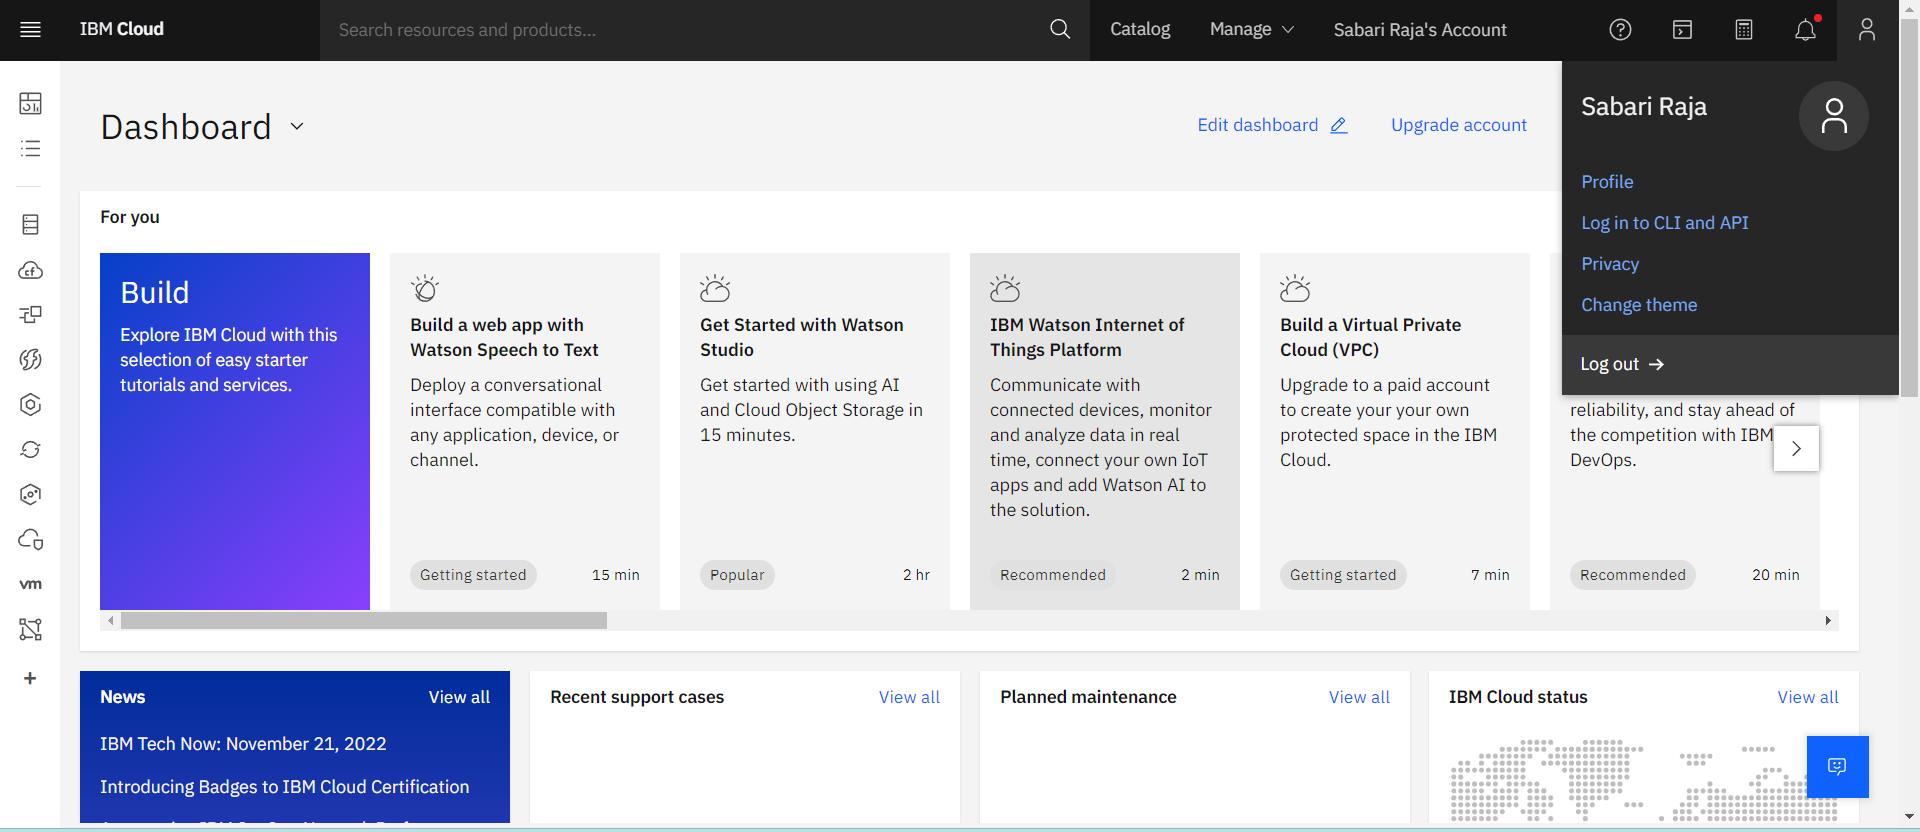 IBM Cloud
Search resources and products...
Catalog
Manage
Sabari Raja's Account
Sabari Raja
Profile
Log in to CLI and API
Privacy
Change theme
Log out
Dashboard
Edit dashboard
Upgrade account
For you
Build
Explore IBM Cloud with this
selection of easy starter
tutorials and services.
Build a web app with
Watson Speech to Text
Deploy a conversational
interface compatible with
any application, device, or
channel.
Getting started
15 min
Get Started with Watson
Studio
Get started with using AI
and Cloud Object Storage in
15 minutes.
Popular
2 hr
IBM Watson Internet of
Things Platform
Communicate with
connected devices, monitor
and analyze data in real
time, connect your own IoT
apps and add Watson AI to
the solution.
Recommended
2 min
Build a Virtual Private
Cloud (VPC)
Upgrade to a paid account
to create your your own
protected space in the IBM
Cloud.
Getting started
7 min
reliability, and stay ahead of
the competition with IBM
DevOps.
Recommended
20 min
cf
vm
News
View all
IBM Tech Now: November 21, 2022
Introducing Badges to IBM Cloud Certification
Recent support cases
View all
Planned maintenance
View all
IBM Cloud status
View all